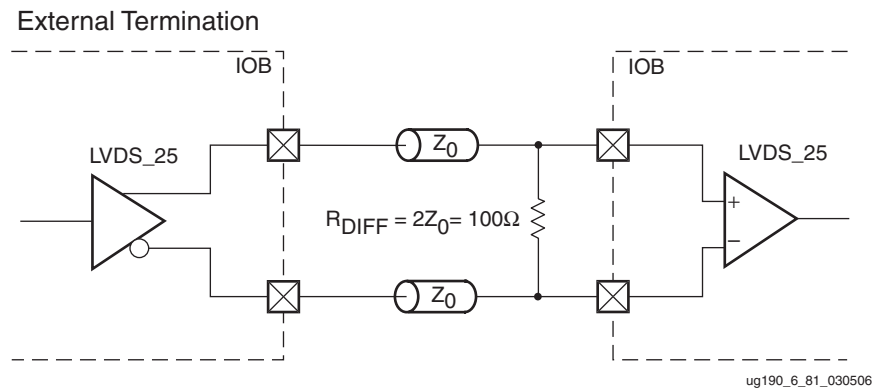 External Termination
IOB
IOB
Z0
LVDS_25
LVDS_25
+
−
RDIFF = 2Z0= 100Ω
Z0
ug190_6_81_030506